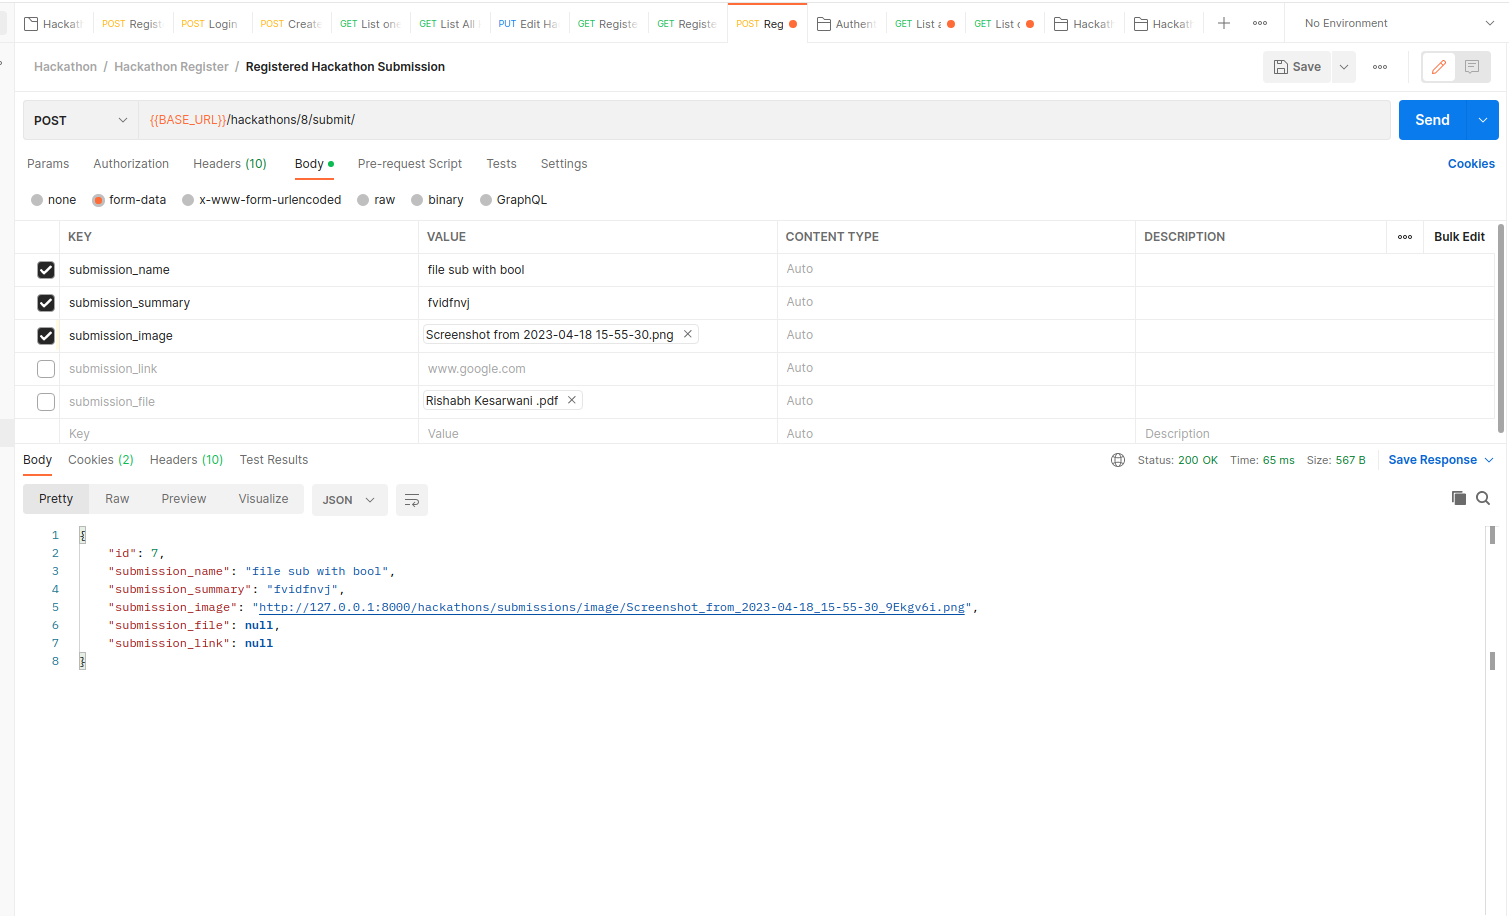 Hackath POST Registe POST Login POST Create GET List one GET List All POST PUT Edit Ha GET Registe GET Registe POST Reg Authent GET List a GET List o Hackath Hackath No Environment
Hackathon / Hackathon Register / Registered Hackathon Submission Save
POST {{BASE_URL}}/hackathons/8/submit/ Send
Params Authorization Headers (10) Body Pre-request Script Tests Settings Cookies
none form-data x-www-form-urlencoded raw binary GraphQL
KEY VALUE CONTENT TYPE DESCRIPTION Bulk Edit
submission_name file sub with bool Auto
submission_summary fvidfnvj Auto
submission_image Screenshot from 2023-04-18 15-55-30.png Auto
submission_link www.google.com Auto
submission_file Rishabh Kesarwani .pdf Auto
Key Value Auto Description
Body Cookies (2) Headers (10) Test Results Status: 200 OK Time: 65 ms Size: 567 B Save Response
Pretty Raw Preview Visualize JSON
1 {
2 "id": 7,
3 "submission_name": "file sub with bool",
4 "submission_summary": "fvidfnvj",
5 "submission_image": "http://127.0.0.1:8000/hackathons/submissions/image/Screenshot_from_2023-04-18_15-55-30_9Ekgv6i.png",
6 "submission_file": null,
7 "submission_link": null
8 }